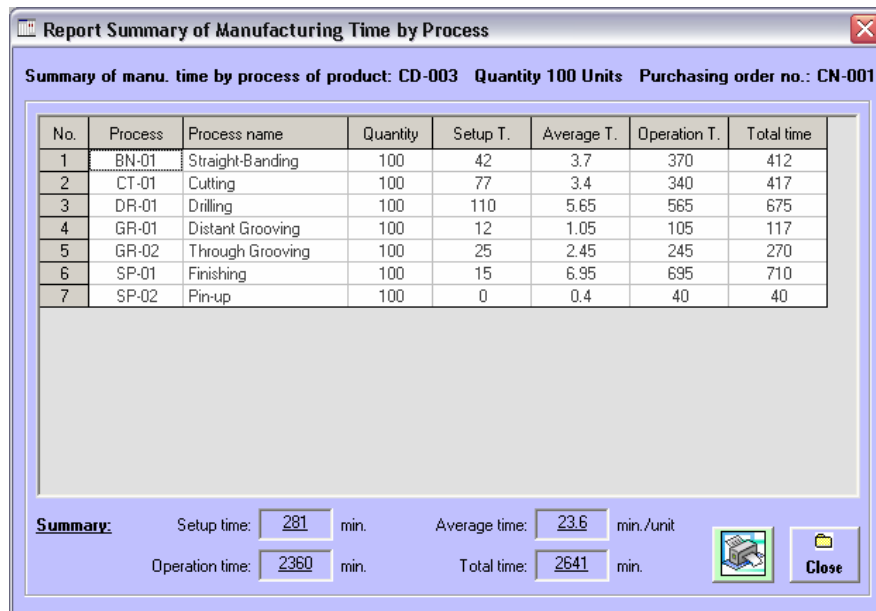 Report Summary of Manufacturing Time by Process
Summary of manu. time by process of product: CD-003 Quantity 100 Units Purchasing order no.: CN-001
No. Process Process name Quantity Setup T. Average T. Operation T. Total time
1 BN-01 Straight-Banding 100 42 3.7 370 412
2 CT-01 Cutting 100 77 3.4 340 417
3 DR-01 Drilling 100 110 5.65 565 675
4 GR-01 Distant Grooving 100 12 1.05 105 117
5 GR-02 Through Grooving 100 25 2.45 245 270
6 SP-01 Finishing 100 15 6.95 695 710
7 SP-02 Pin-up 100 0 0.4 40 40
Summary: Setup time: 281 min. Average time: 23.6 min./unit
Operation time: 2360 min. Total time: 2641 min.
Close